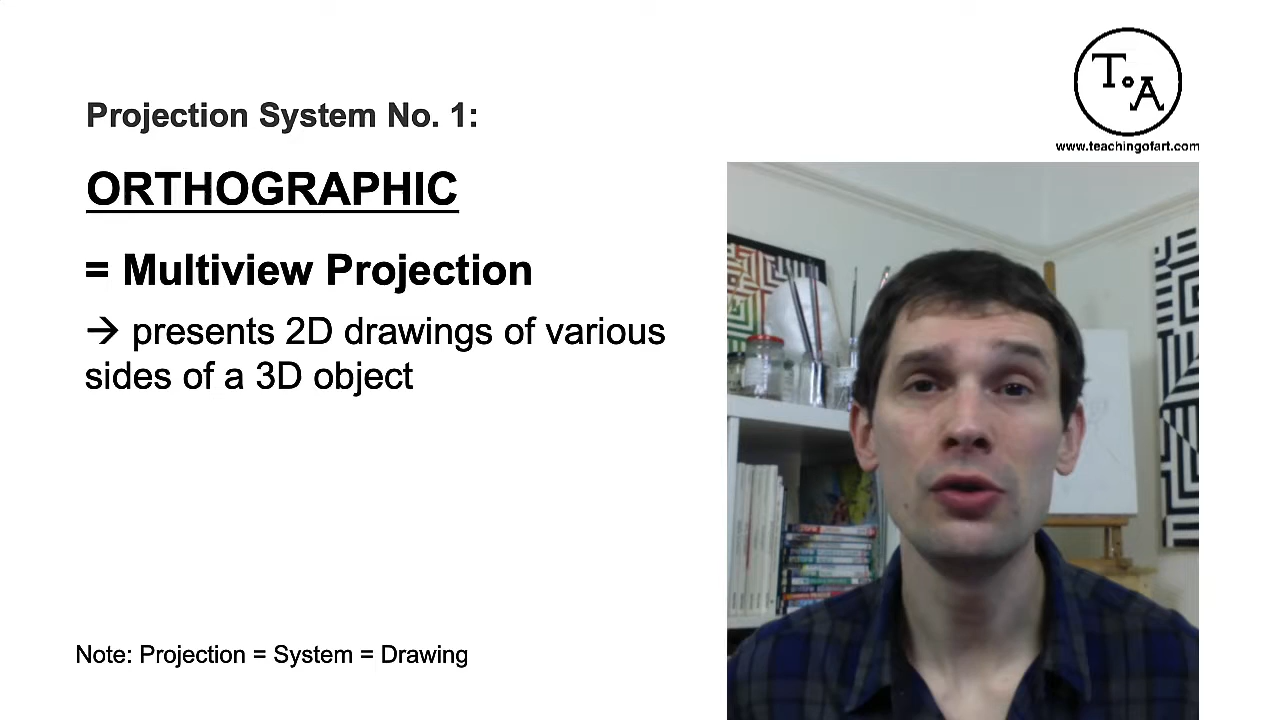 Projection System No. 1:
ORTHOGRAPHIC
= Multiview Projection
→ presents 2D drawings of various
sides of a 3D object
Note: Projection = System = Drawing
T.A
www.teachingofart.com